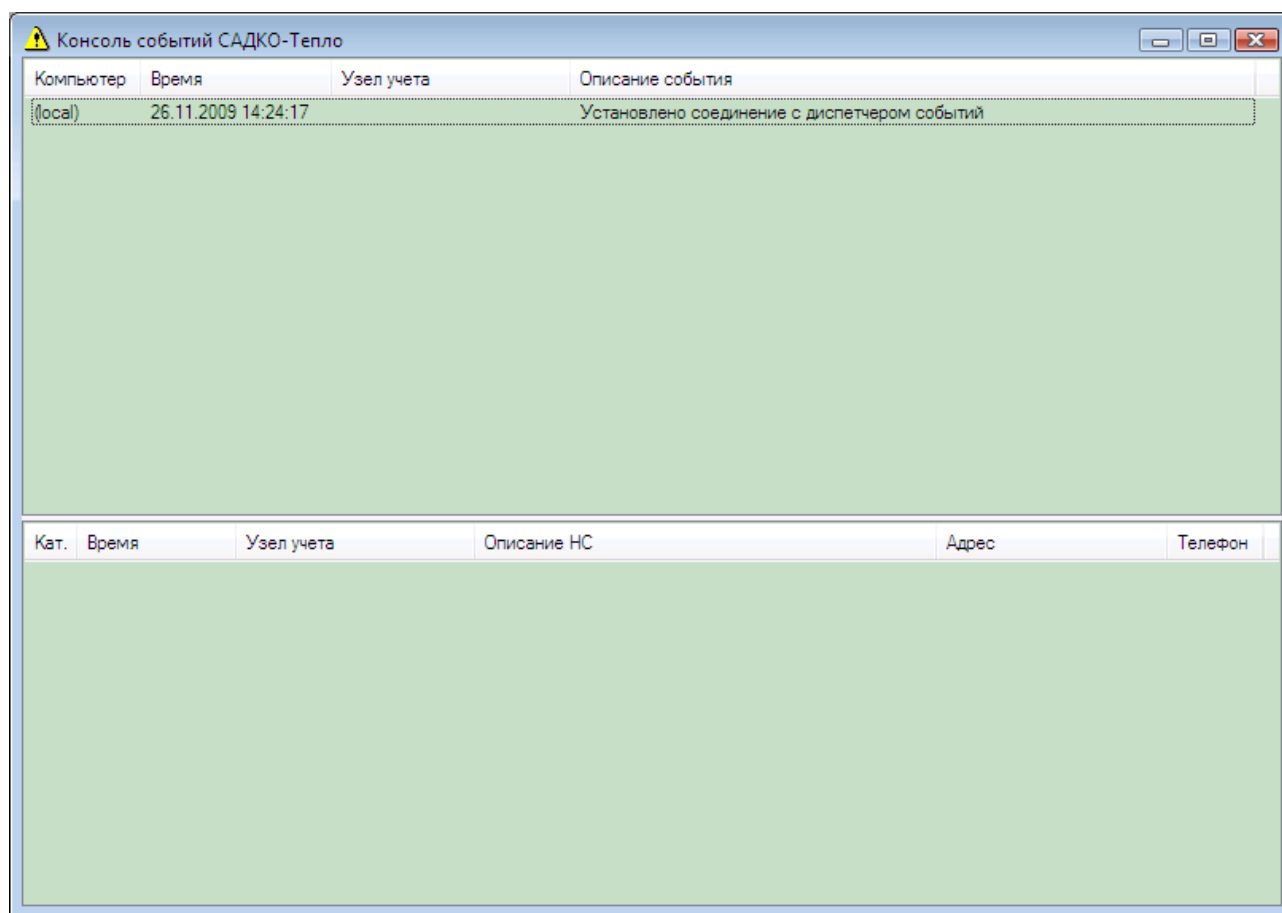 Консоль событий САДКО-Тепло
Компьютер Время Узел учета Описание события
(local) 26.11.2009 14:24:17 Установлено соединение с диспетчером событий
Кат. Время Узел учета Описание НС Адрес Телефон